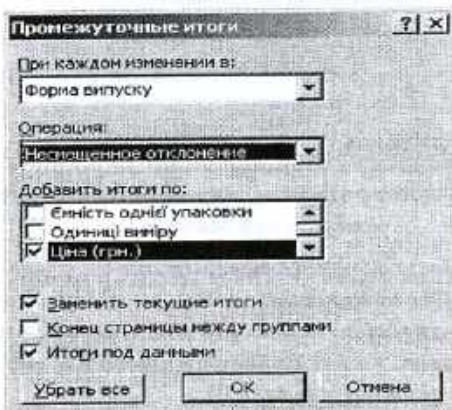 Промежуточные итоги
При каждом изменении в:
Форма випуску
Операция:
Несмещенное отклонение
Добавить итоги по:
Ємність однієї упаковки
Одиниці виміру
Ціна (грн.)
Заменить текущие итоги
Конец страницы между группами
Итоги под данными
Убрать все
ОК
Отмена